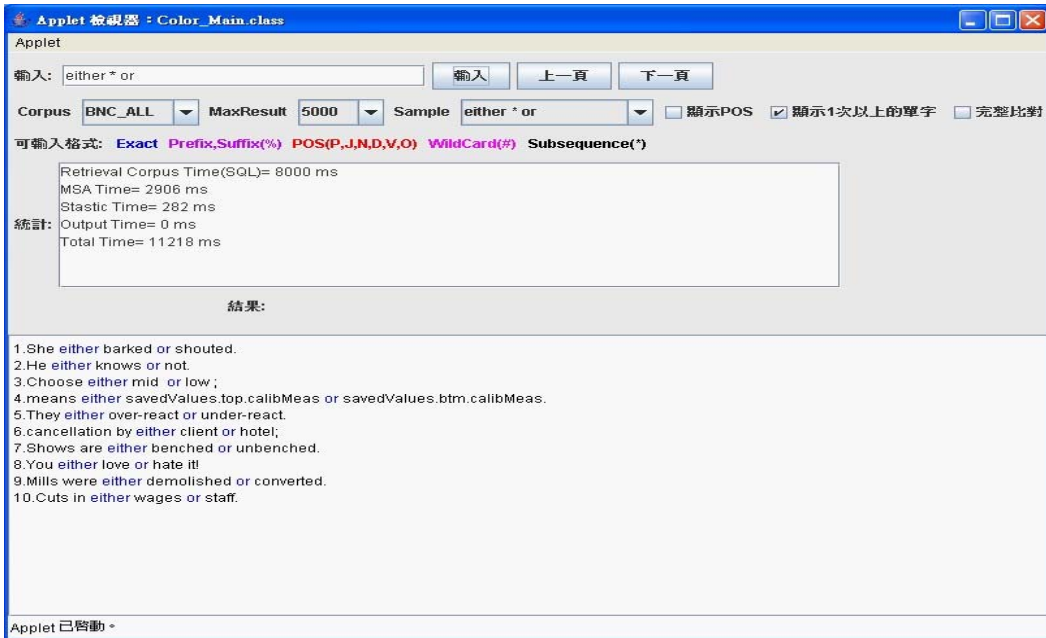 Applet 檢視器：Color_Main.class
Applet
輸入: either * or 輸入 上一頁 下一頁
Corpus BNC_ALL MaxResult 5000 Sample either * or 顯示POS 顯示1次以上的單字 完整比對
可輸入格式: Exact Prefix,Suffix(%) POS(P,J,N,D,V,O) WildCard(#) Subsequence(*)
Retrieval Corpus Time(SQL)= 8000 ms
MSA Time= 2906 ms
Stastic Time= 282 ms
統計: Output Time= 0 ms
Total Time= 11218 ms
結果:
1.She either barked or shouted.
2.He either knows or not.
3.Choose either mid or low ;
4.means either savedValues.top.calibMeas or savedValues.btm.calibMeas.
5.They either over-react or under-react.
6.cancellation by either client or hotel;
7.Shows are either benched or unbenched.
8.You either love or hate it!
9.Mills were either demolished or converted.
10.Cuts in either wages or staff.
Applet 已啓動。